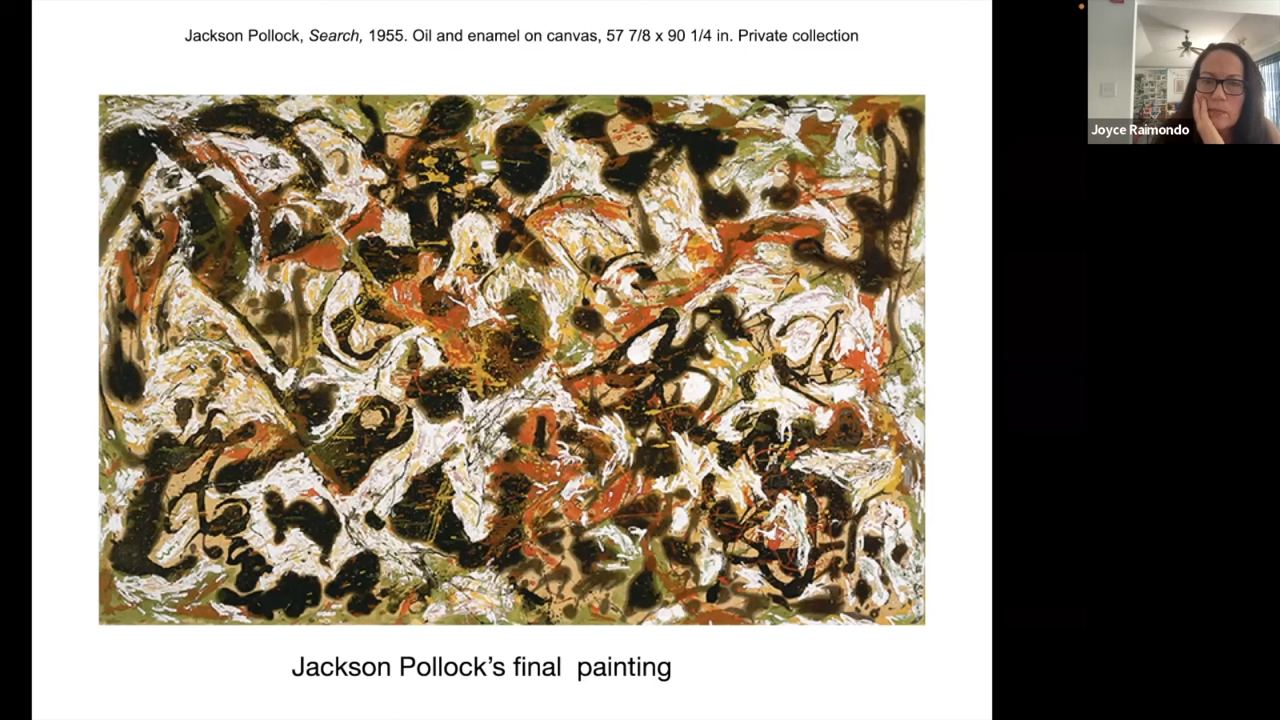 Jackson Pollock, Search, 1955. Oil and enamel on canvas, 57 7/8 x 90 1/4 in. Private collection
Joyce Raimondo
Jackson Pollock’s final  painting